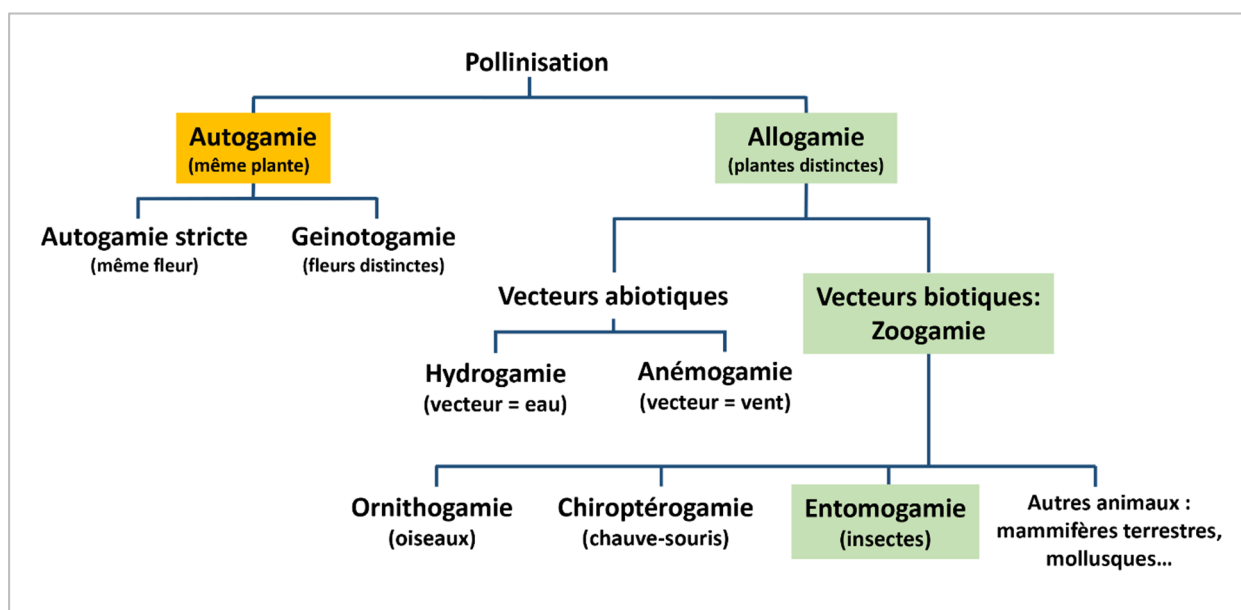 Pollinisation
Autogamie
(même plante)
Allogamie
(plantes distinctes)
Autogamie stricte
(même fleur)
Geinotogamie
(fleurs distinctes)
Vecteurs abiotiques
Vecteurs biotiques:
Zoogamie
Hydrogamie
(vecteur = eau)
Anémogamie
(vecteur = vent)
Ornithogamie
(oiseaux)
Chiroptérogamie
(chauve-souris)
Entomogamie
(insectes)
Autres animaux :
mammifères terrestres,
mollusques…